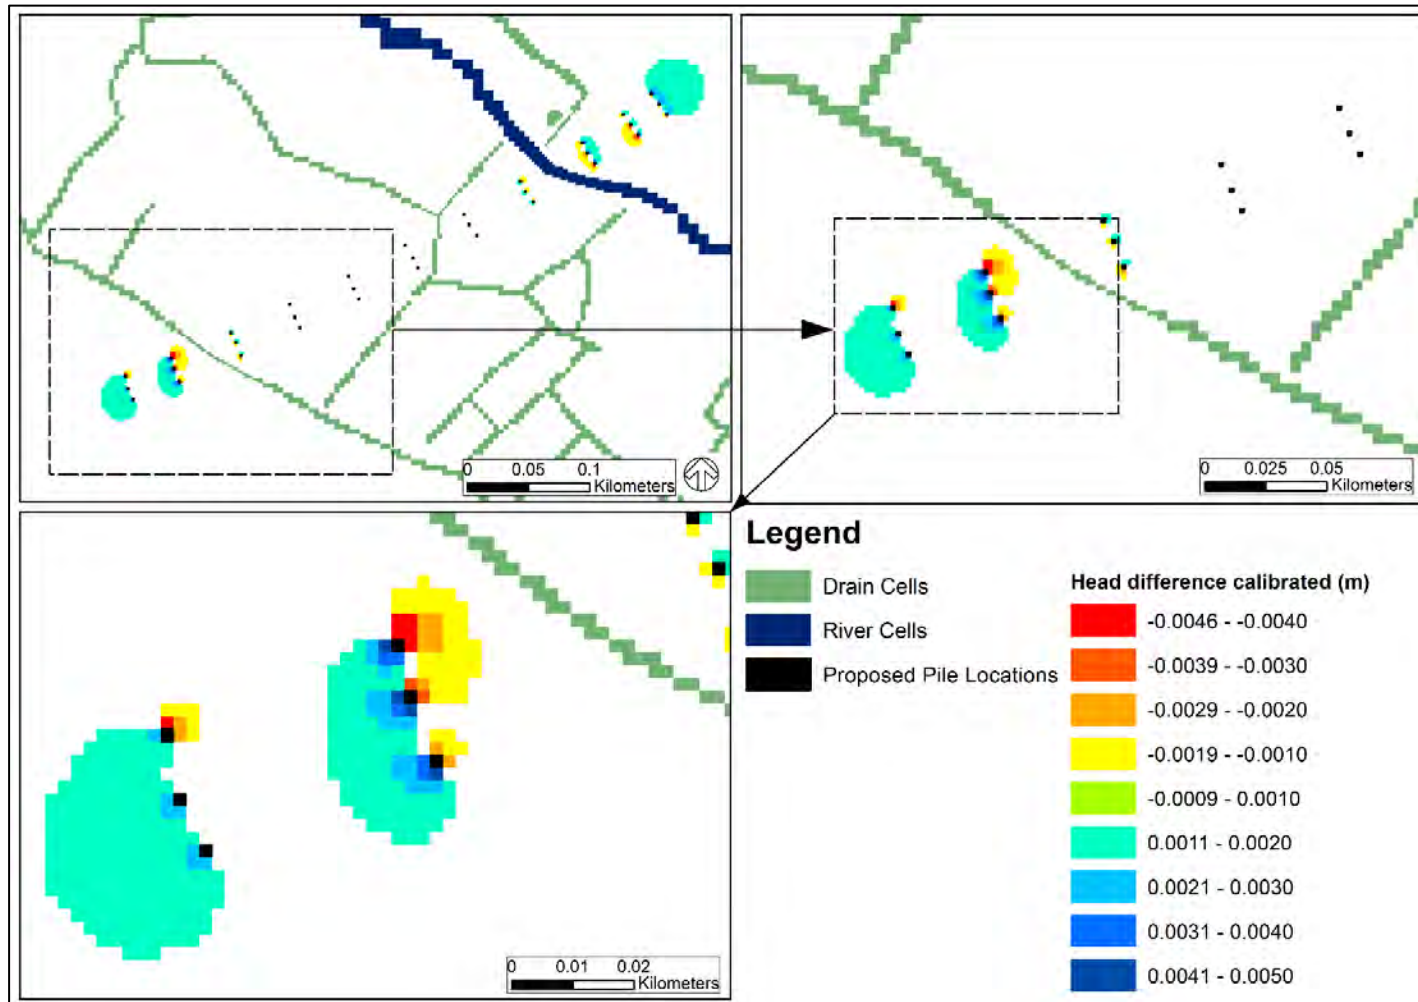 0 0.05 0.1
Kilometers
0 0.025 0.05
Kilometers
0 0.01 0.02
Kilometers
Legend
Drain Cells
River Cells
Proposed Pile Locations
Head difference calibrated (m)
-0.0046 - -0.0040
-0.0039 - -0.0030
-0.0029 - -0.0020
-0.0019 - -0.0010
-0.0009 - 0.0010
0.0011 - 0.0020
0.0021 - 0.0030
0.0031 - 0.0040
0.0041 - 0.0050